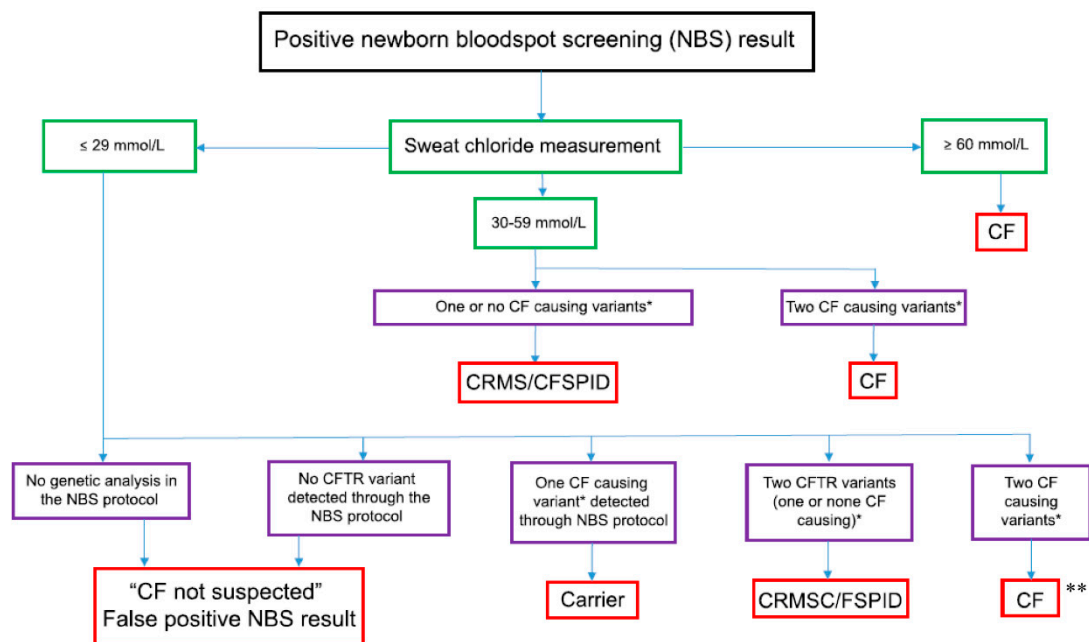 Positive newborn bloodspot screening (NBS) result
≤ 29 mmol/L
Sweat chloride measurement
≥ 60 mmol/L
30-59 mmol/L
CF
One or no CF causing variants*
Two CF causing variants*
CRMS/CFSPID
CF
No genetic analysis in
the NBS protocol
No CFTR variant
detected through the
NBS protocol
One CF causing
variant* detected
through NBS protocol
Two CFTR variants
(one or none CF
causing)*
Two CF
causing
variants*
“CF not suspected”
False positive NBS result
Carrier
CRMSC/FSPID
CF **